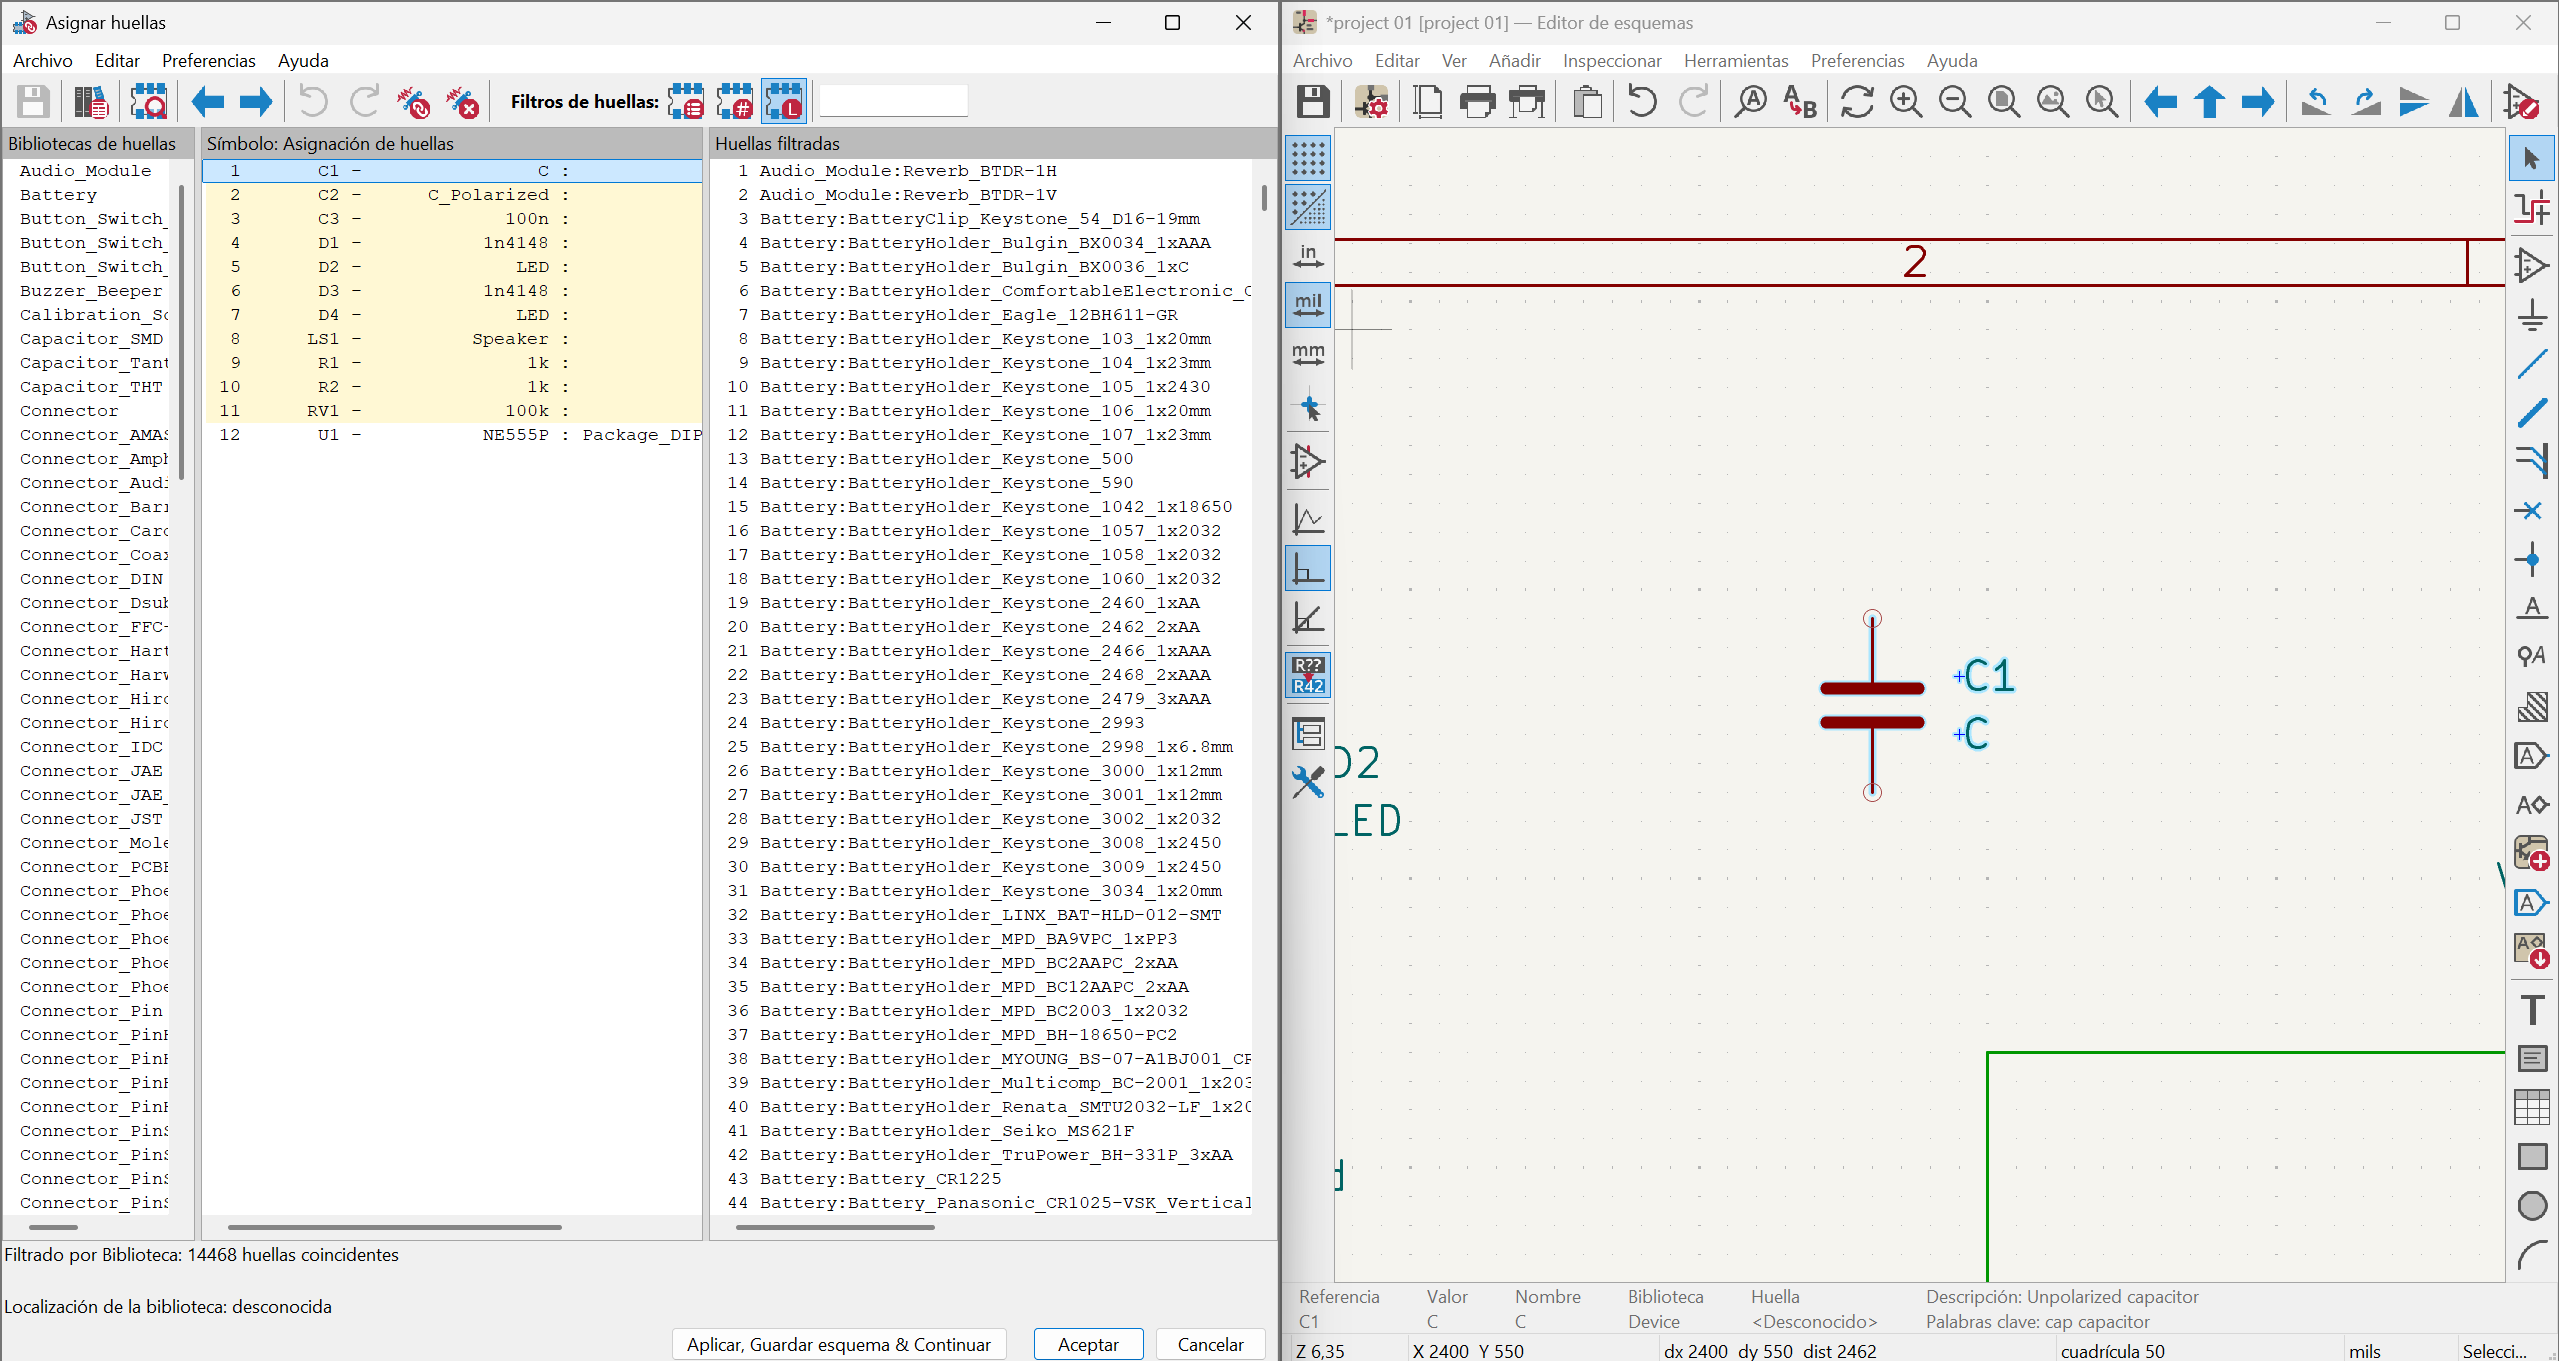 Asignar huellas
Archivo Editar Preferencias Ayuda
Filtros de huellas:
Bibliotecas de huellas
Audio_Module
Battery
Button_Switch_
Button_Switch_
Button_Switch_
Buzzer_Beeper
Calibration_Sc
Capacitor_SMD
Capacitor_Tant
Capacitor_THT
Connector
Connector_AMAS
Connector_Amph
Connector_Audi
Connector_Barr
Connector_Card
Connector_Coax
Connector_DIN
Connector_Dsub
Connector_FFC-
Connector_Hart
Connector_Harw
Connector_Hiro
Connector_Hiro
Connector_IDC
Connector_JAE
Connector_JAE_
Connector_JST
Connector_Mole
Connector_PCBE
Connector_Phoe
Connector_Phoe
Connector_Phoe
Connector_Phoe
Connector_Phoe
Connector_Pin
Connector_PinH
Connector_PinH
Connector_PinH
Connector_PinH
Connector_PinS
Connector_PinS
Connector_PinS
Connector_PinS
Símbolo: Asignación de huellas
1 C1 - C :
2 C2 - C_Polarized :
3 C3 - 100n :
4 D1 - 1n4148 :
5 D2 - LED :
6 D3 - 1n4148 :
7 D4 - LED :
8 LS1 - Speaker :
9 R1 - 1k :
10 R2 - 1k :
11 RV1 - 100k :
12 U1 - NE555P : Package_DIP
Huellas filtradas
1 Audio_Module:Reverb_BTDR-1H
2 Audio_Module:Reverb_BTDR-1V
3 Battery:BatteryClip_Keystone_54_D16-19mm
4 Battery:BatteryHolder_Bulgin_BX0034_1xAAA
5 Battery:BatteryHolder_Bulgin_BX0036_1xC
6 Battery:BatteryHolder_ComfortableElectronic_C
7 Battery:BatteryHolder_Eagle_12BH611-GR
8 Battery:BatteryHolder_Keystone_103_1x20mm
9 Battery:BatteryHolder_Keystone_104_1x23mm
10 Battery:BatteryHolder_Keystone_105_1x2430
11 Battery:BatteryHolder_Keystone_106_1x20mm
12 Battery:BatteryHolder_Keystone_107_1x23mm
13 Battery:BatteryHolder_Keystone_500
14 Battery:BatteryHolder_Keystone_590
15 Battery:BatteryHolder_Keystone_1042_1x18650
16 Battery:BatteryHolder_Keystone_1057_1x2032
17 Battery:BatteryHolder_Keystone_1058_1x2032
18 Battery:BatteryHolder_Keystone_1060_1x2032
19 Battery:BatteryHolder_Keystone_2460_1xAA
20 Battery:BatteryHolder_Keystone_2462_2xAA
21 Battery:BatteryHolder_Keystone_2466_1xAAA
22 Battery:BatteryHolder_Keystone_2468_2xAAA
23 Battery:BatteryHolder_Keystone_2479_3xAAA
24 Battery:BatteryHolder_Keystone_2993
25 Battery:BatteryHolder_Keystone_2998_1x6.8mm
26 Battery:BatteryHolder_Keystone_3000_1x12mm
27 Battery:BatteryHolder_Keystone_3001_1x12mm
28 Battery:BatteryHolder_Keystone_3002_1x2032
29 Battery:BatteryHolder_Keystone_3008_1x2450
30 Battery:BatteryHolder_Keystone_3009_1x2450
31 Battery:BatteryHolder_Keystone_3034_1x20mm
32 Battery:BatteryHolder_LINX_BAT-HLD-012-SMT
33 Battery:BatteryHolder_MPD_BA9VPC_1xPP3
34 Battery:BatteryHolder_MPD_BC2AAPC_2xAA
35 Battery:BatteryHolder_MPD_BC12AAPC_2xAA
36 Battery:BatteryHolder_MPD_BC2003_1x2032
37 Battery:BatteryHolder_MPD_BH-18650-PC2
38 Battery:BatteryHolder_MYOUNG_BS-07-A1BJ001_CR
39 Battery:BatteryHolder_Multicomp_BC-2001_1x203
40 Battery:BatteryHolder_Renata_SMTU2032-LF_1x20
41 Battery:BatteryHolder_Seiko_MS621F
42 Battery:BatteryHolder_TruPower_BH-331P_3xAA
43 Battery:Battery_CR1225
44 Battery:Battery_Panasonic_CR1025-VSK_Vertical
Filtrado por Biblioteca: 14468 huellas coincidentes
Localización de la biblioteca: desconocida
Aplicar, Guardar esquema & Continuar Aceptar Cancelar
*project 01 [project 01] — Editor de esquemas
Archivo Editar Ver Añadir Inspeccionar Herramientas Preferencias Ayuda
in
mil
mm
R??
R42
2
C1
C
D2
LED
d
Referencia Valor Nombre Biblioteca Huella Descripción: Unpolarized capacitor
C1 C C Device <Desconocido> Palabras clave: cap capacitor
Z 6,35 X 2400 Y 550 dx 2400 dy 550 dist 2462 cuadrícula 50 mils Selecci...